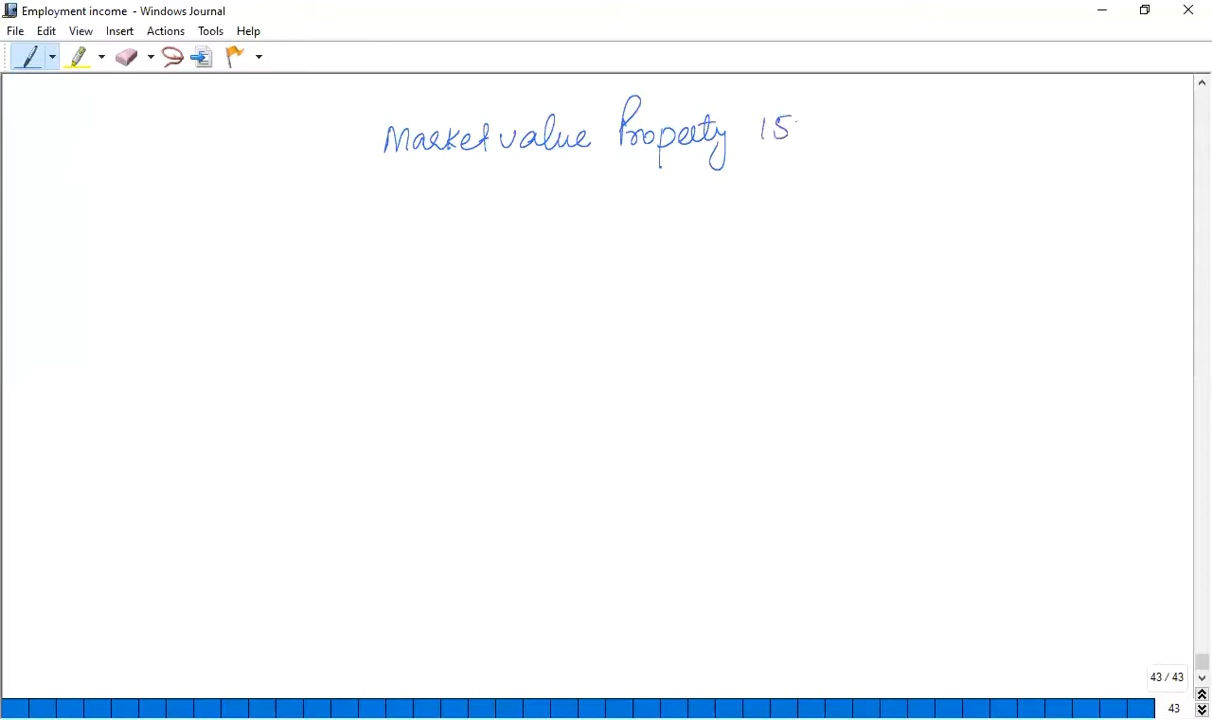 Employment income - Windows Journal
File Edit View Insert Actions Tools Help
Market value Property 15
43 / 43
43